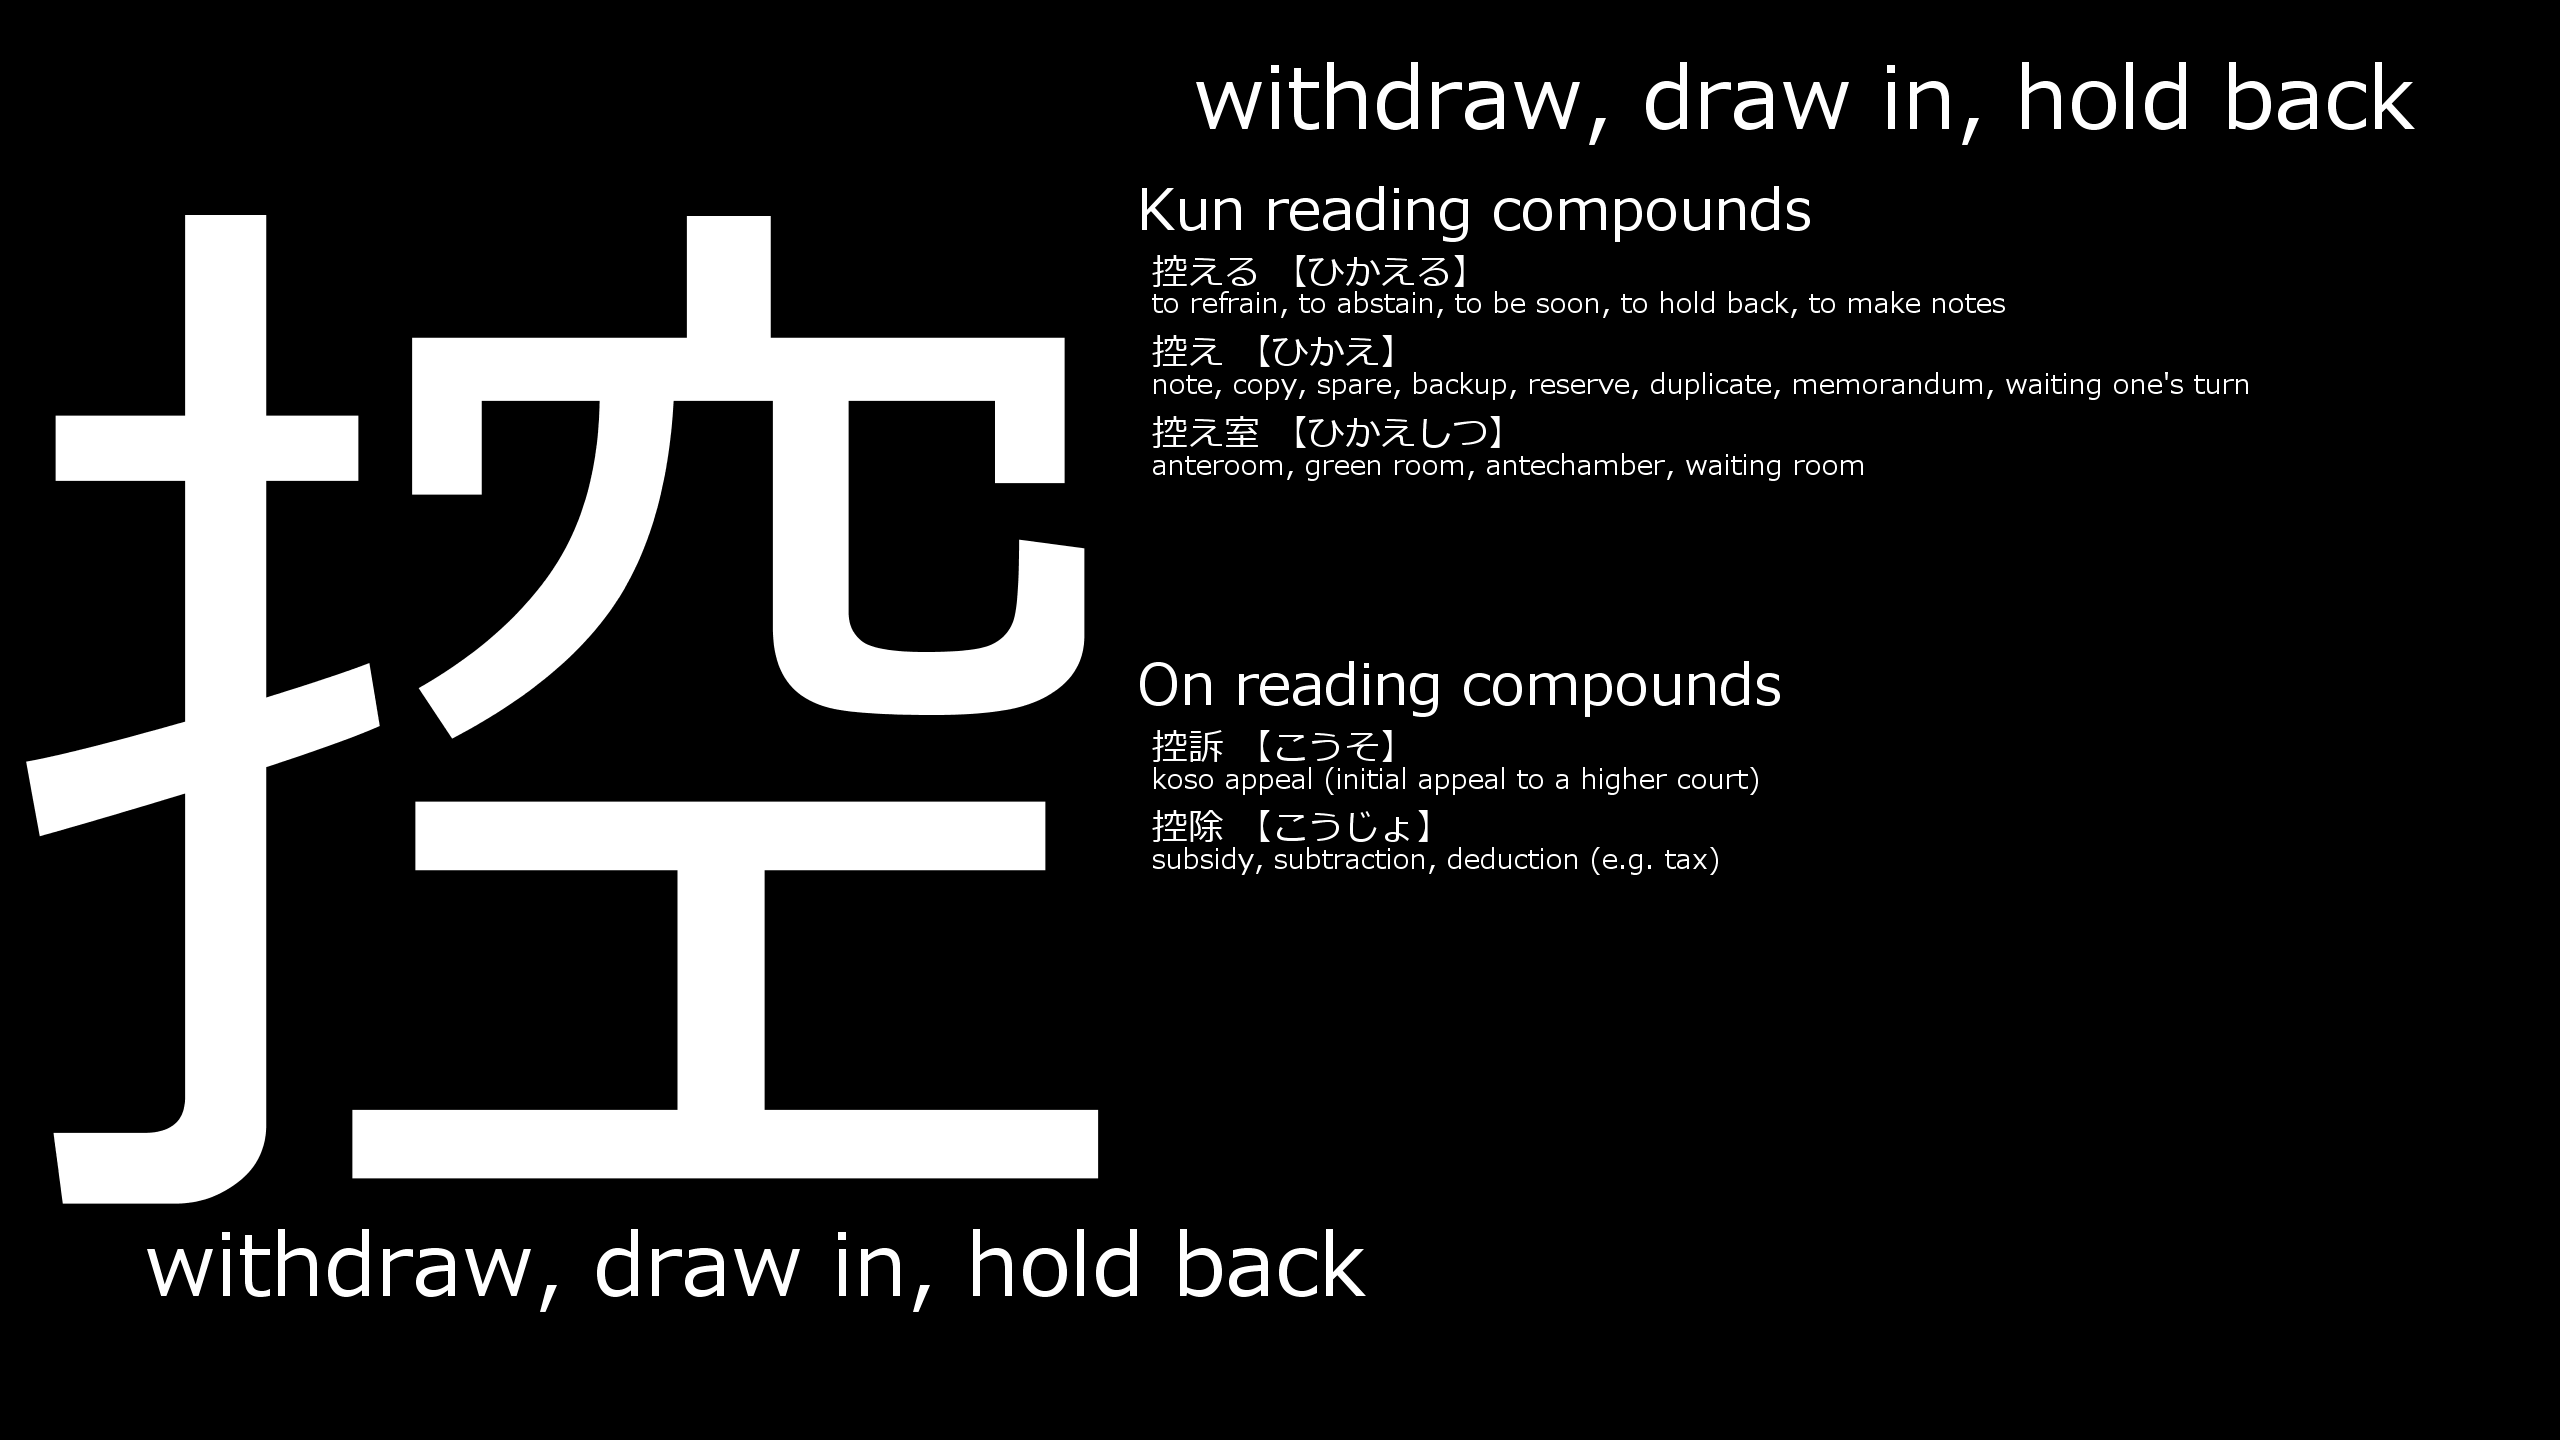 控
withdraw, draw in, hold back
withdraw, draw in, hold back
Kun reading compounds
控える 【ひかえる】
to refrain, to abstain, to be soon, to hold back, to make notes
控え 【ひかえ】
note, copy, spare, backup, reserve, duplicate, memorandum, waiting one's turn
控え室 【ひかえしつ】
anteroom, green room, antechamber, waiting room
On reading compounds
控訴 【こうそ】
koso appeal (initial appeal to a higher court)
控除 【こうじょ】
subsidy, subtraction, deduction (e.g. tax)